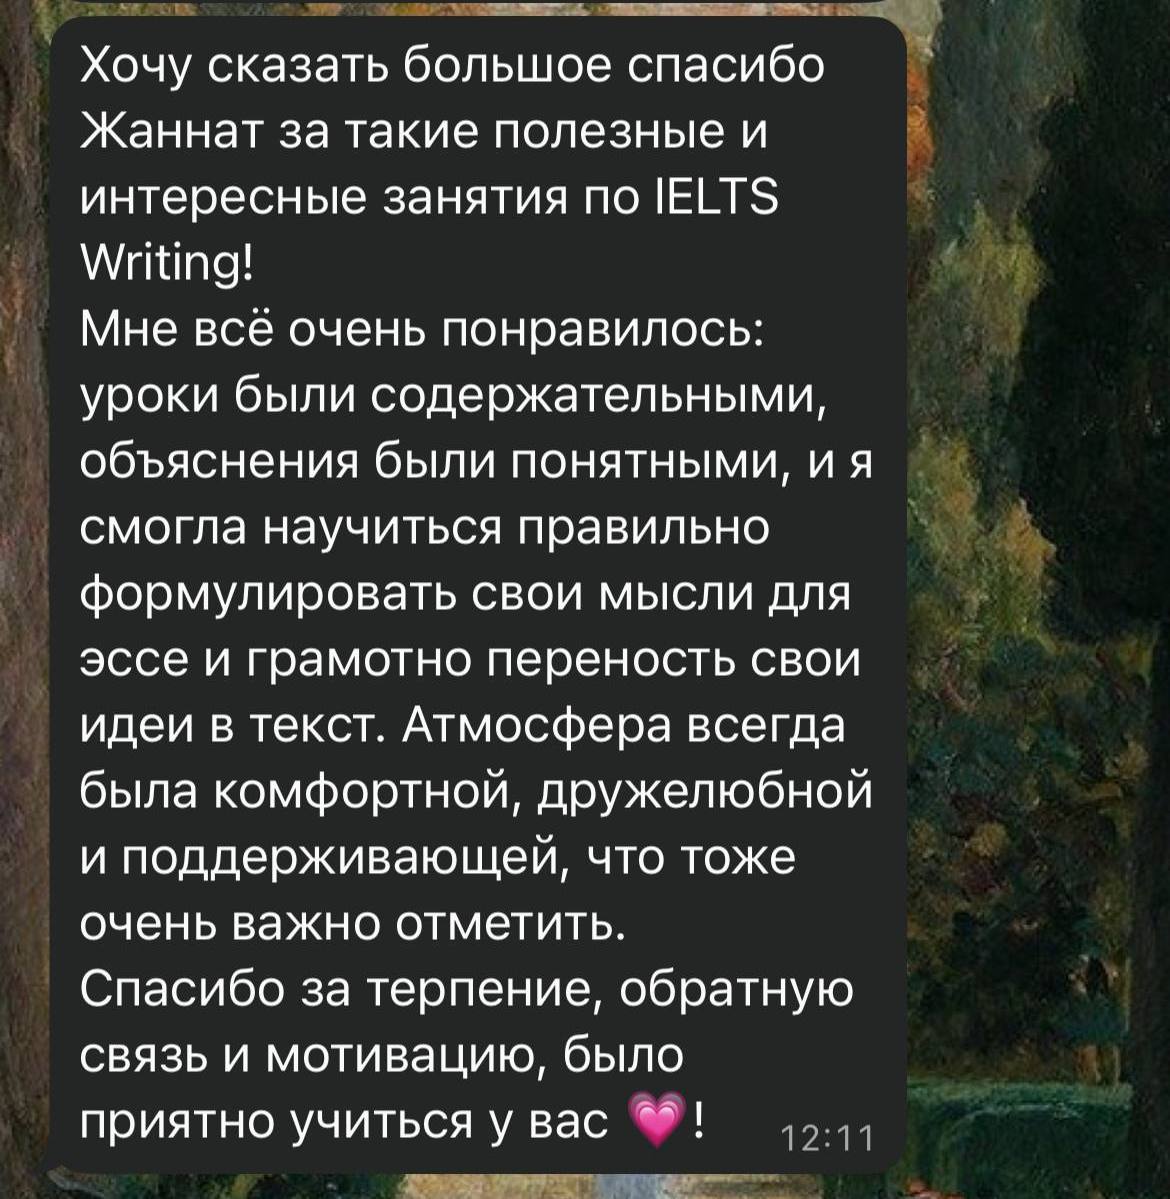 Хочу сказать большое спасибо
Жаннат за такие полезные и
интересные занятия по IELTS
Writing!
Мне всё очень понравилось:
уроки были содержательными,
объяснения были понятными, и я
смогла научиться правильно
формулировать свои мысли для
эссе и грамотно переность свои
идеи в текст. Атмосфера всегда
была комфортной, дружелюбной
и поддерживающей, что тоже
очень важно отметить.
Спасибо за терпение, обратную
связь и мотивацию, было
приятно учиться у вас 💗!
12:11